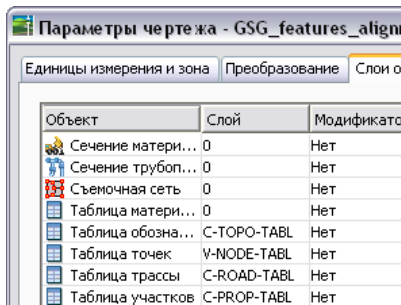 Параметры чертежа - GSG_features_align
Единицы измерения и зона Преобразование Слои о
Объект Слой Модификато
Сечение матери... 0 Нет
Сечение трубоп... 0 Нет
Съемочная сеть 0 Нет
Таблица матери... 0 Нет
Таблица обозна... C-TOPO-TABL Нет
Таблица точек V-NODE-TABL Нет
Таблица трассы C-ROAD-TABL Нет
Таблица участков C-PROP-TABL Нет